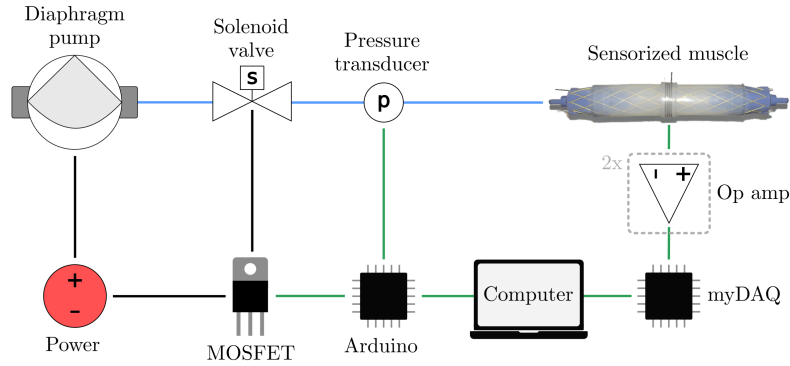 Diaphragm
pump
Solenoid
valve
Pressure
transducer
Sensorized muscle
S
p
2x
- +
Op amp
+
-
Computer
myDAQ
Power
MOSFET
Arduino